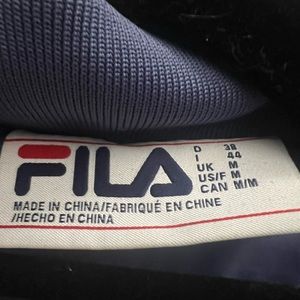 FILA
D 38
I 44
UK M
US/F M
CAN M/M
MADE IN CHINA/FABRIQUÉ EN CHINE
/HECHO EN CHINA